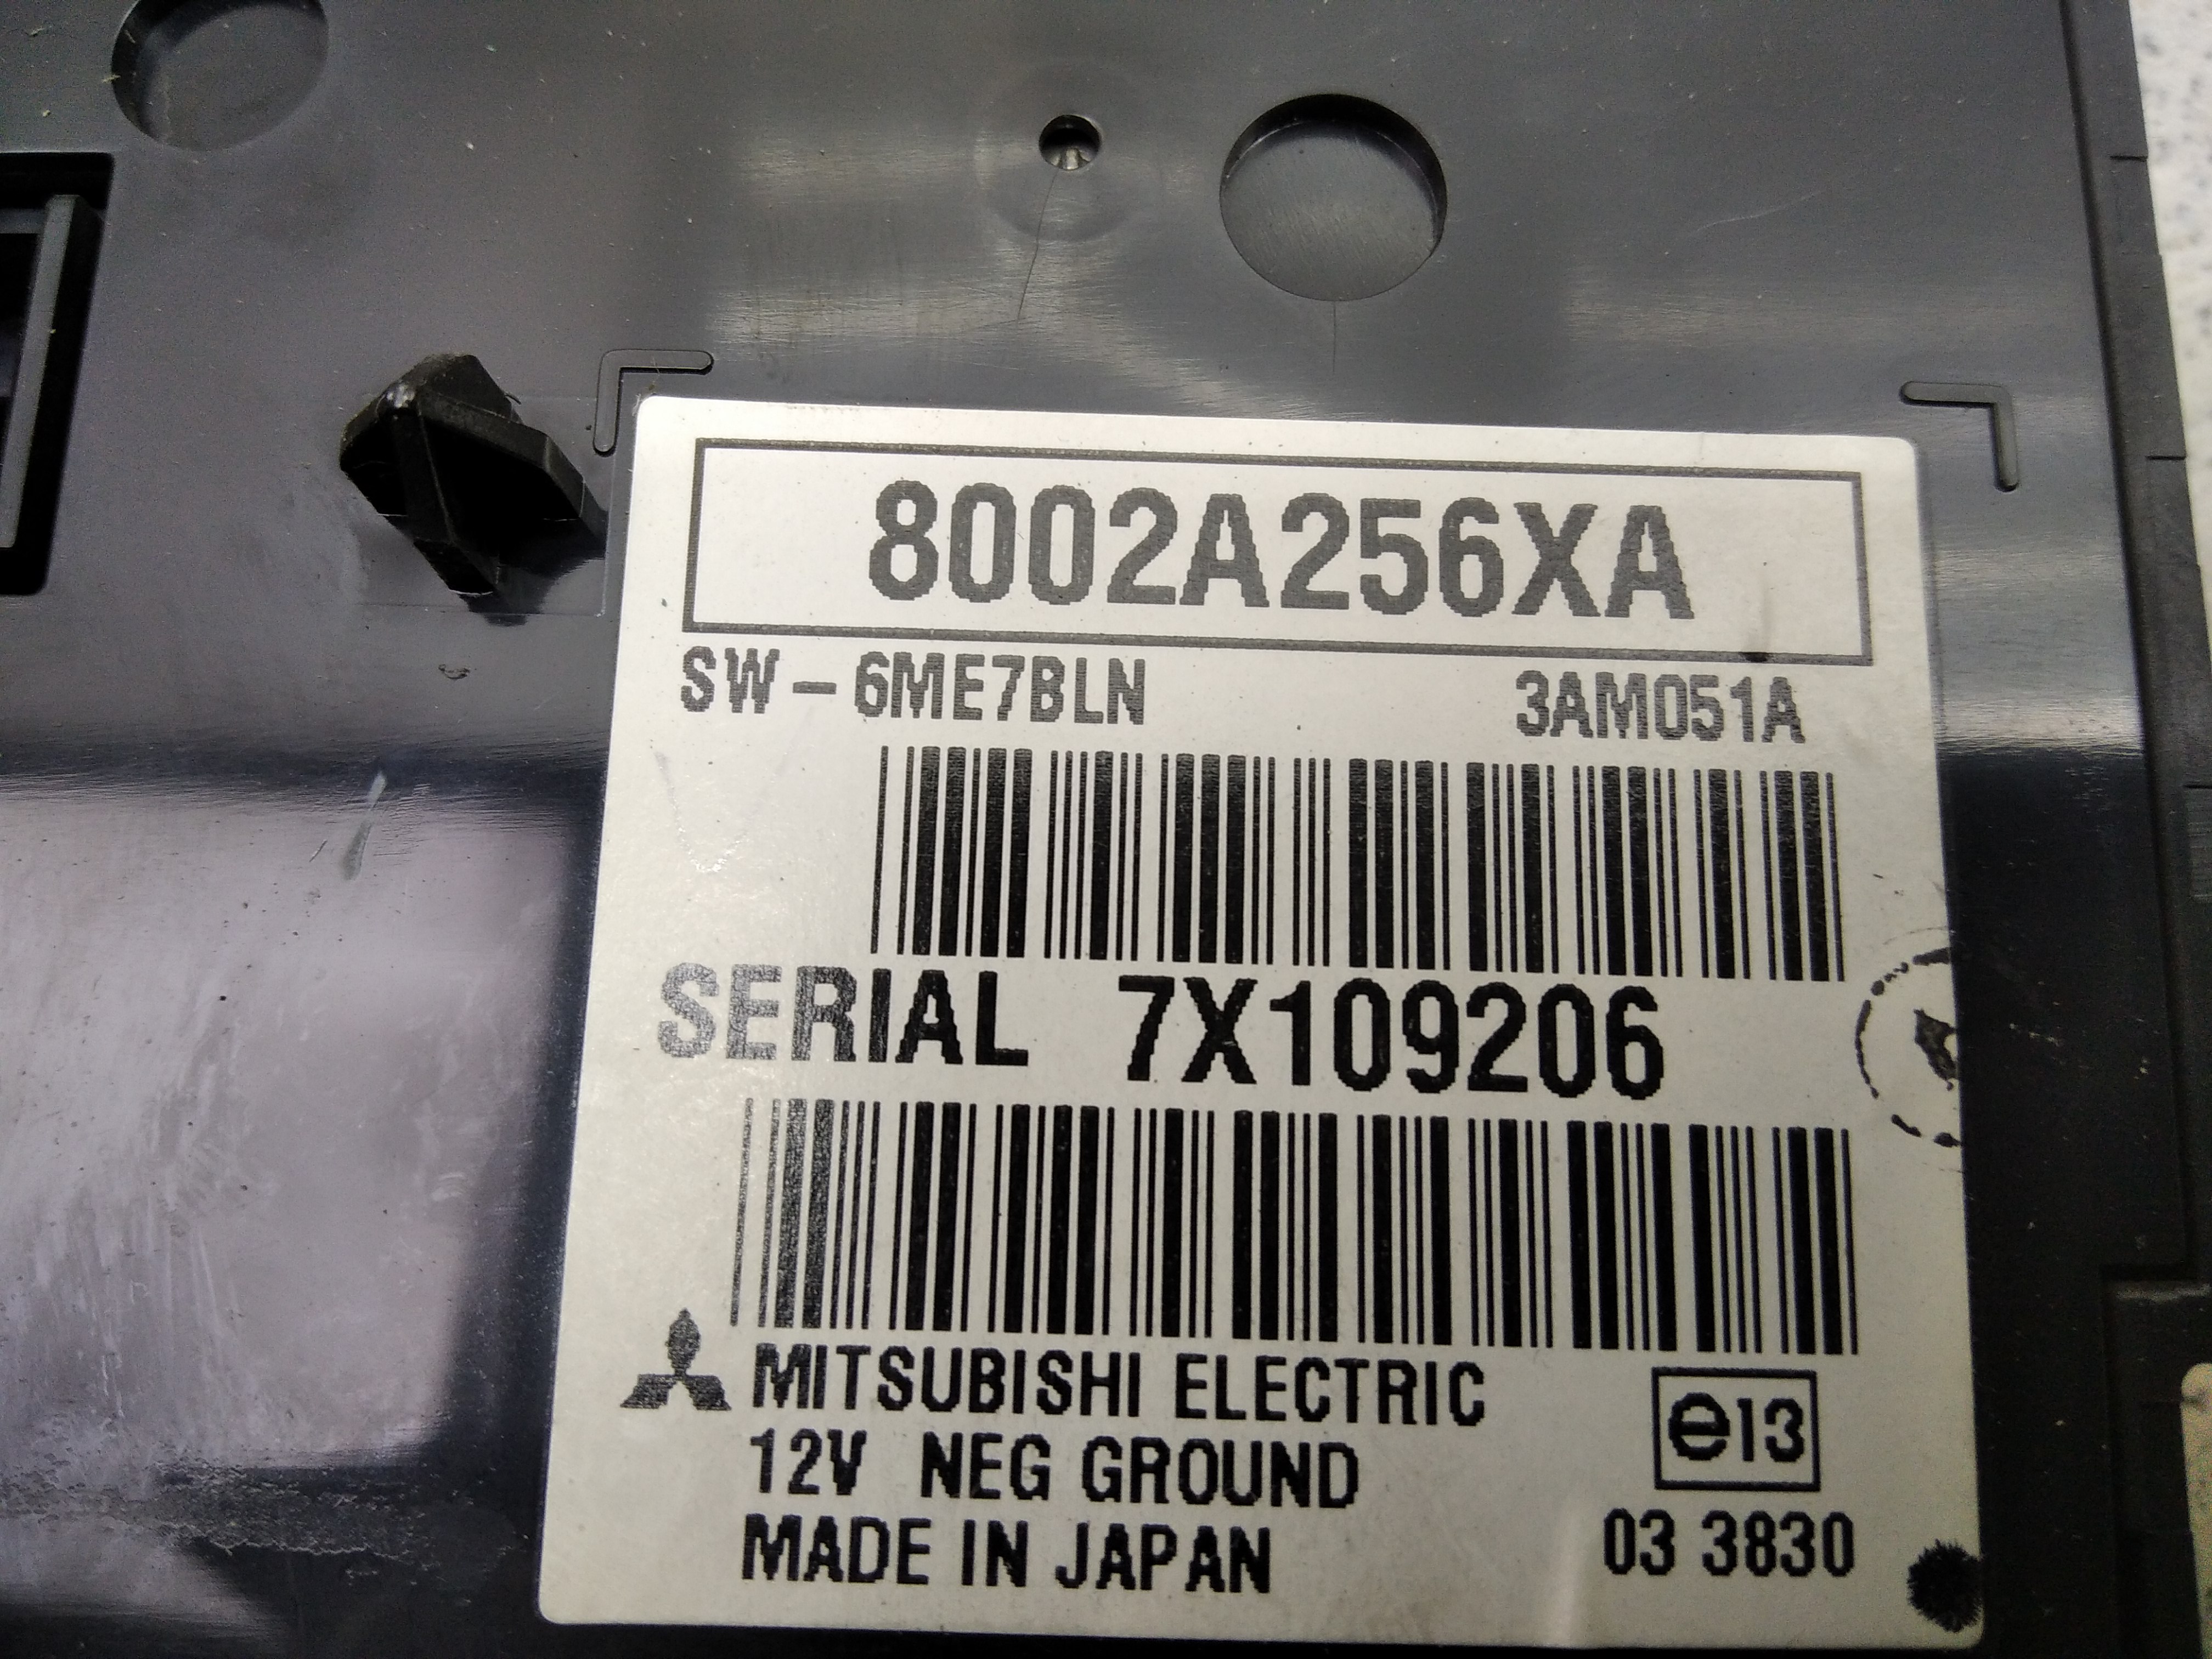 8002A256XA
SW-6ME7BLN 3AM051A
SERIAL 7X109206
MITSUBISHI ELECTRIC
e13
12V NEG GROUND
MADE IN JAPAN
03 3830